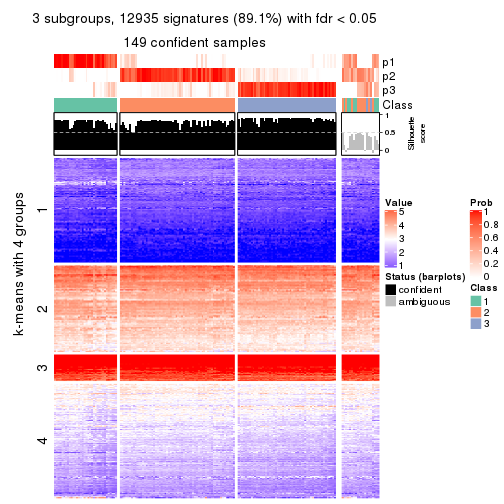 3 subgroups, 12935 signatures (89.1%) with fdr < 0.05
149 confident samples
p1
p2
p3
Class
1
0.5
0
Silhouette
score
k-means with 4 groups
1
2
3
4
Value
5
4
3
2
1
Status (barplots)
confident
ambiguous
Prob
1
0.8
0.6
0.4
0.2
0
Class
1
2
3